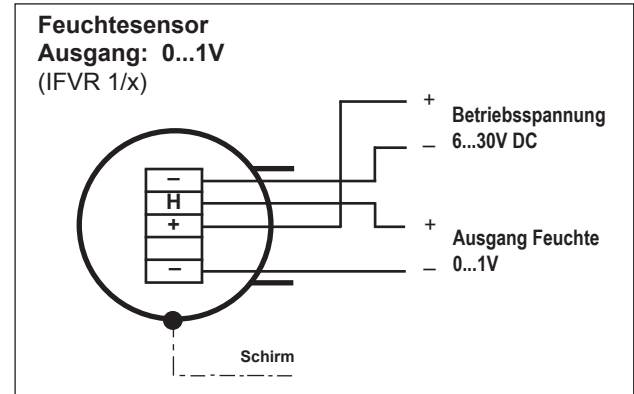 Feuchtesensor
Ausgang: 0...1V
(IFVR 1/x)
+
Betriebsspannung
– 6...30V DC
–
H
+
–
+
Ausgang Feuchte
– 0...1V
Schirm